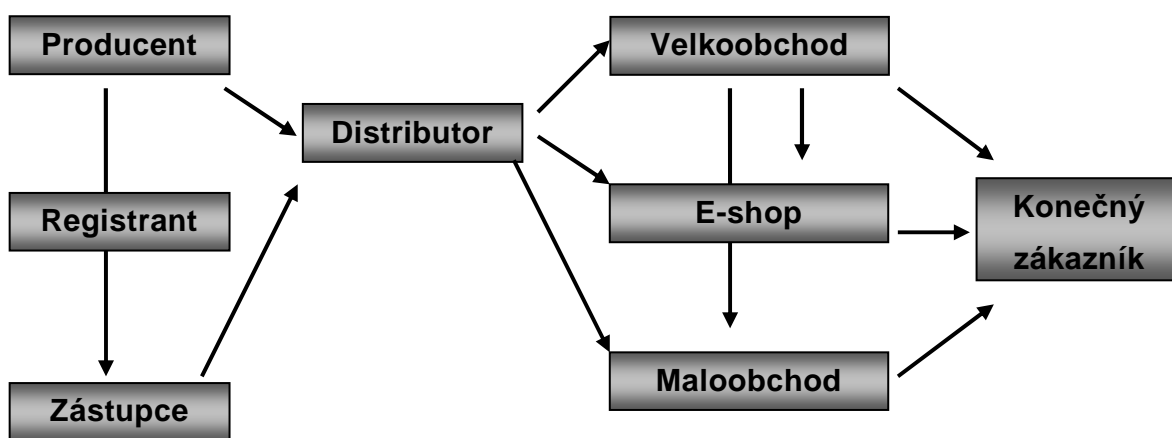 Producent
Velkoobchod
Distributor
Registrant
E-shop
Konečný
zákazník
Maloobchod
Zástupce